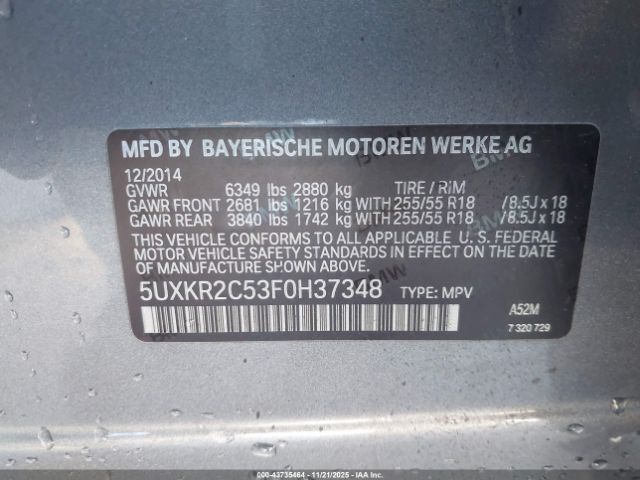 MFD BY BAYERISCHE MOTOREN WERKE AG
12/2014
GVWR 6349 lbs 2880 kg TIRE / RIM
GAWR FRONT 2681 lbs 1216 kg WITH 255/55 R18 /8.5J x 18
GAWR REAR 3840 lbs 1742 kg WITH 255/55 R18 /8.5J x 18
THIS VEHICLE CONFORMS TO ALL APPLICABLE U. S. FEDERAL
MOTOR VEHICLE SAFETY STANDARDS IN EFFECT ON THE DATE
OF MANUFACTURE SHOWN ABOVE.
5UXKR2C53F0H37348 TYPE: MPV
A52M
7 320 729
000-43735464 - 11/21/2025 - 37348